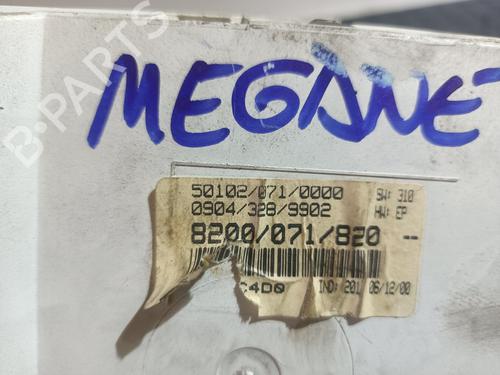 B-PARTS
MEGANE
50102/071/0000 SW: 310
0904/328/9902 HW: EP
8200/071/820 --
C4D0 IND: 201 06/12/00